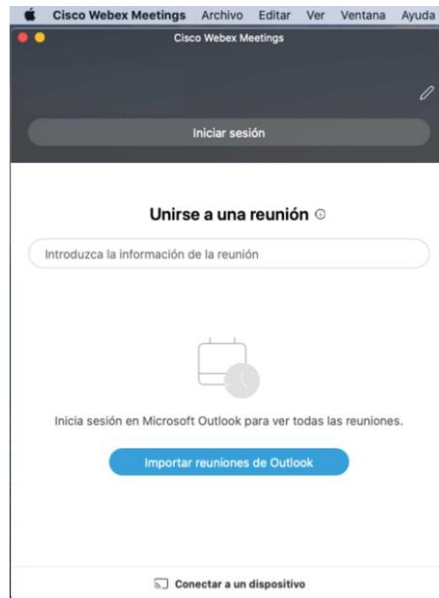 Cisco Webex Meetings Archivo Editar Ver Ventana Ayuda
Cisco Webex Meetings
Iniciar sesión
Unirse a una reunión
Introduzca la información de la reunión
Inicia sesión en Microsoft Outlook para ver todas las reuniones.
Importar reuniones de Outlook
Conectar a un dispositivo